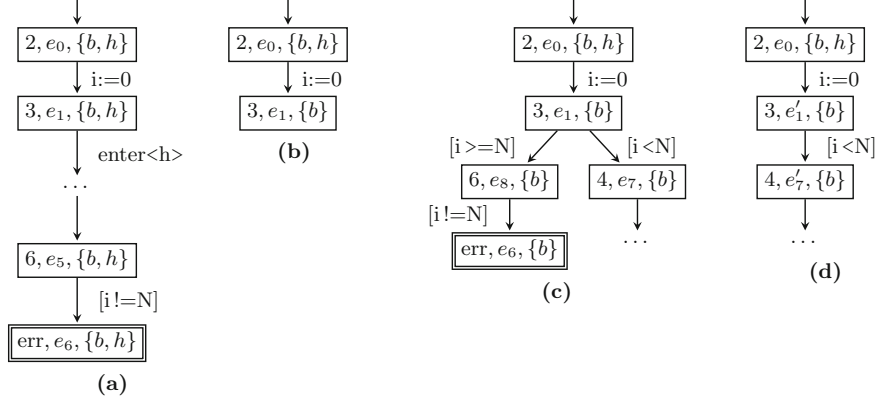 2, e₀, {b, h}
i:=0
3, e₁, {b, h}
enter<h>
...
6, e₅, {b, h}
[i!=N]
err, e₆, {b, h}
(a)
2, e₀, {b, h}
i:=0
3, e₁, {b}
(b)
2, e₀, {b, h}
i:=0
3, e₁, {b}
[i>=N]
[i<N]
6, e₈, {b}
4, e₇, {b}
[i!=N]
...
err, e₆, {b}
(c)
2, e₀, {b, h}
i:=0
3, e′₁, {b}
[i<N]
4, e′₇, {b}
...
(d)